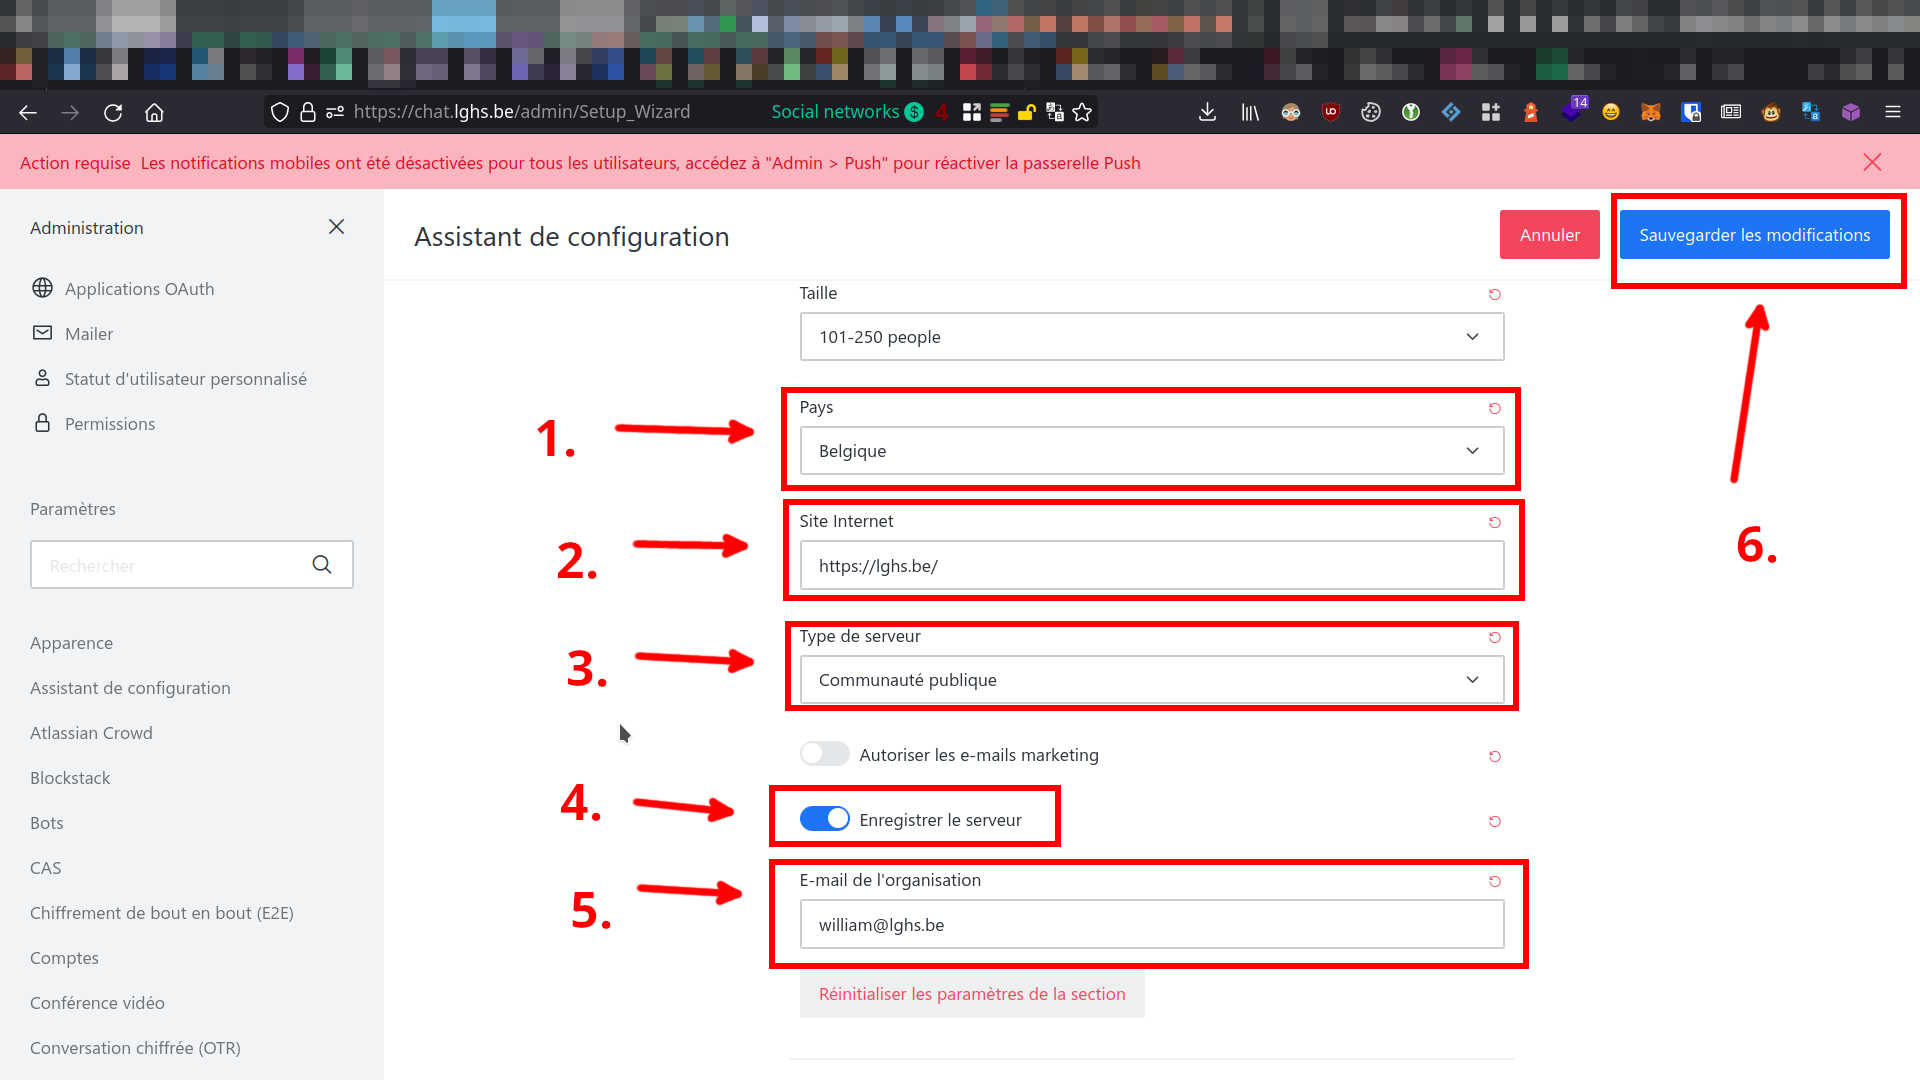 https://chat.lghs.be/admin/Setup_Wizard
Social networks
4
14
Action requise Les notifications mobiles ont été désactivées pour tous les utilisateurs, accédez à "Admin > Push" pour réactiver la passerelle Push
Administration
Applications OAuth
Mailer
Statut d'utilisateur personnalisé
Permissions
Paramètres
Rechercher
Apparence
Assistant de configuration
Atlassian Crowd
Blockstack
Bots
CAS
Chiffrement de bout en bout (E2E)
Comptes
Conférence vidéo
Conversation chiffrée (OTR)
Assistant de configuration
Annuler
Sauvegarder les modifications
Taille
101-250 people
1.
Pays
Belgique
2.
Site Internet
https://lghs.be/
3.
Type de serveur
Communauté publique
Autoriser les e-mails marketing
4.
Enregistrer le serveur
5.
E-mail de l'organisation
william@lghs.be
Réinitialiser les paramètres de la section
6.